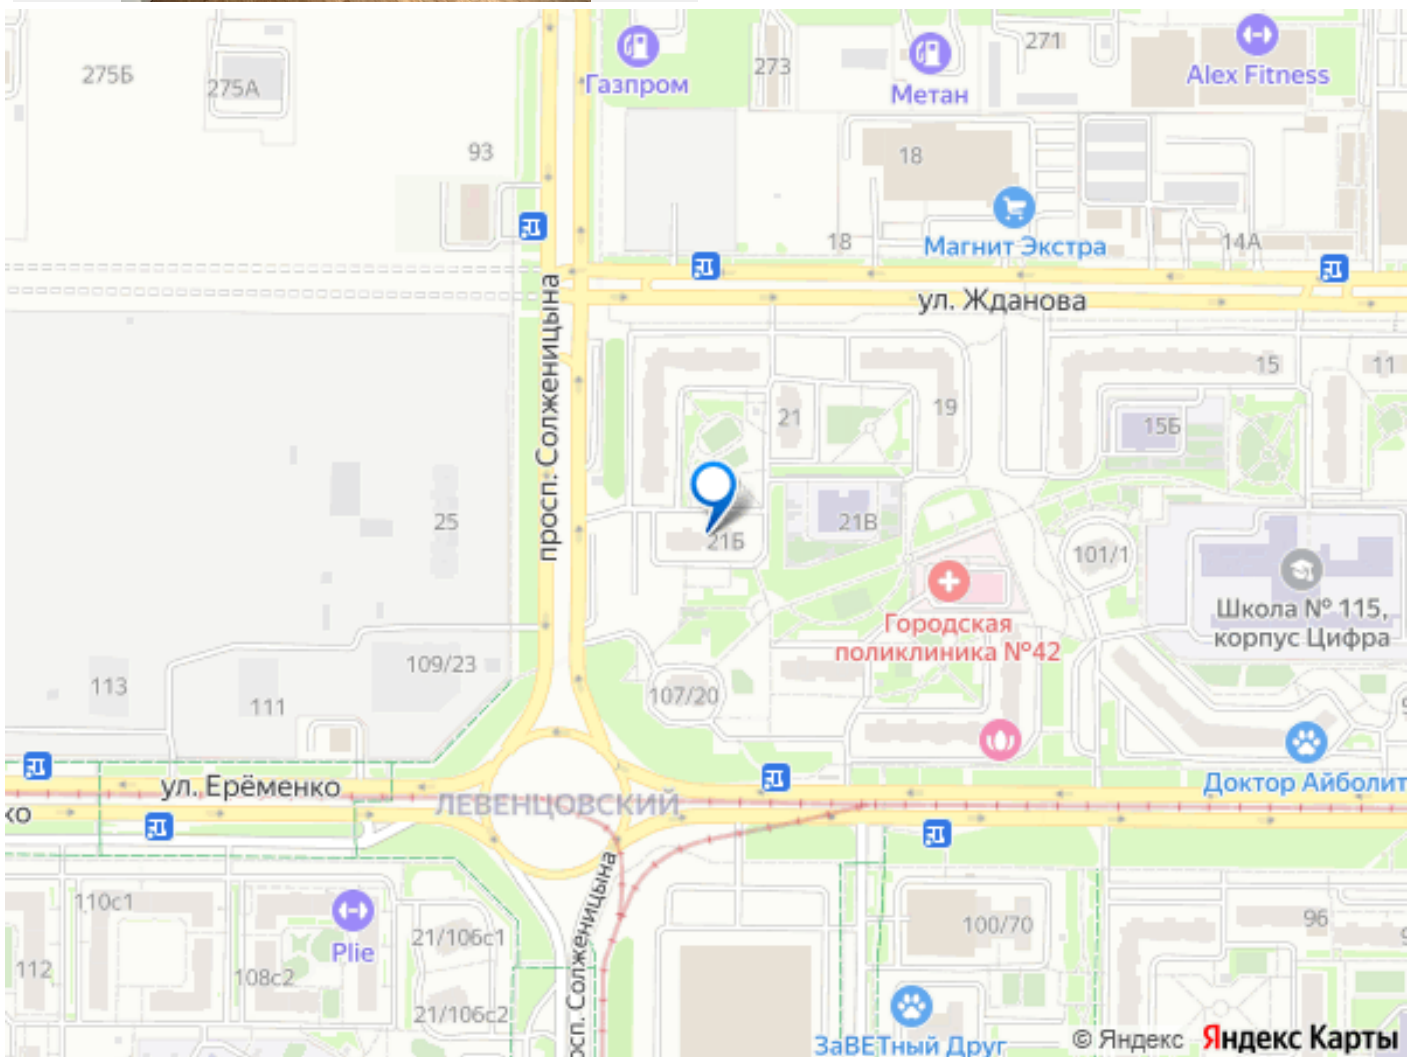 275Б
275А
Газпром
273
Метан
271
Alex Fitness
93
18
Магнит Экстра
18
14А
ул. Жданова
просп. Солженицына
15
11
21
19
15Б
25
21Б
21В
101/1
Городская
поликлиника №42
Школа № 115,
корпус Цифра
109/23
113
111
107/20
ул. Ерёменко
ко
ЛЕВЕНЦОВСКИЙ
Доктор Айболит
просп. Солженицына
110с1
Plie
21/106с1
112
108с2
21/106с2
100/70
96
9
ЗаВЕТный Друг
© Яндекс Яндекс Карты